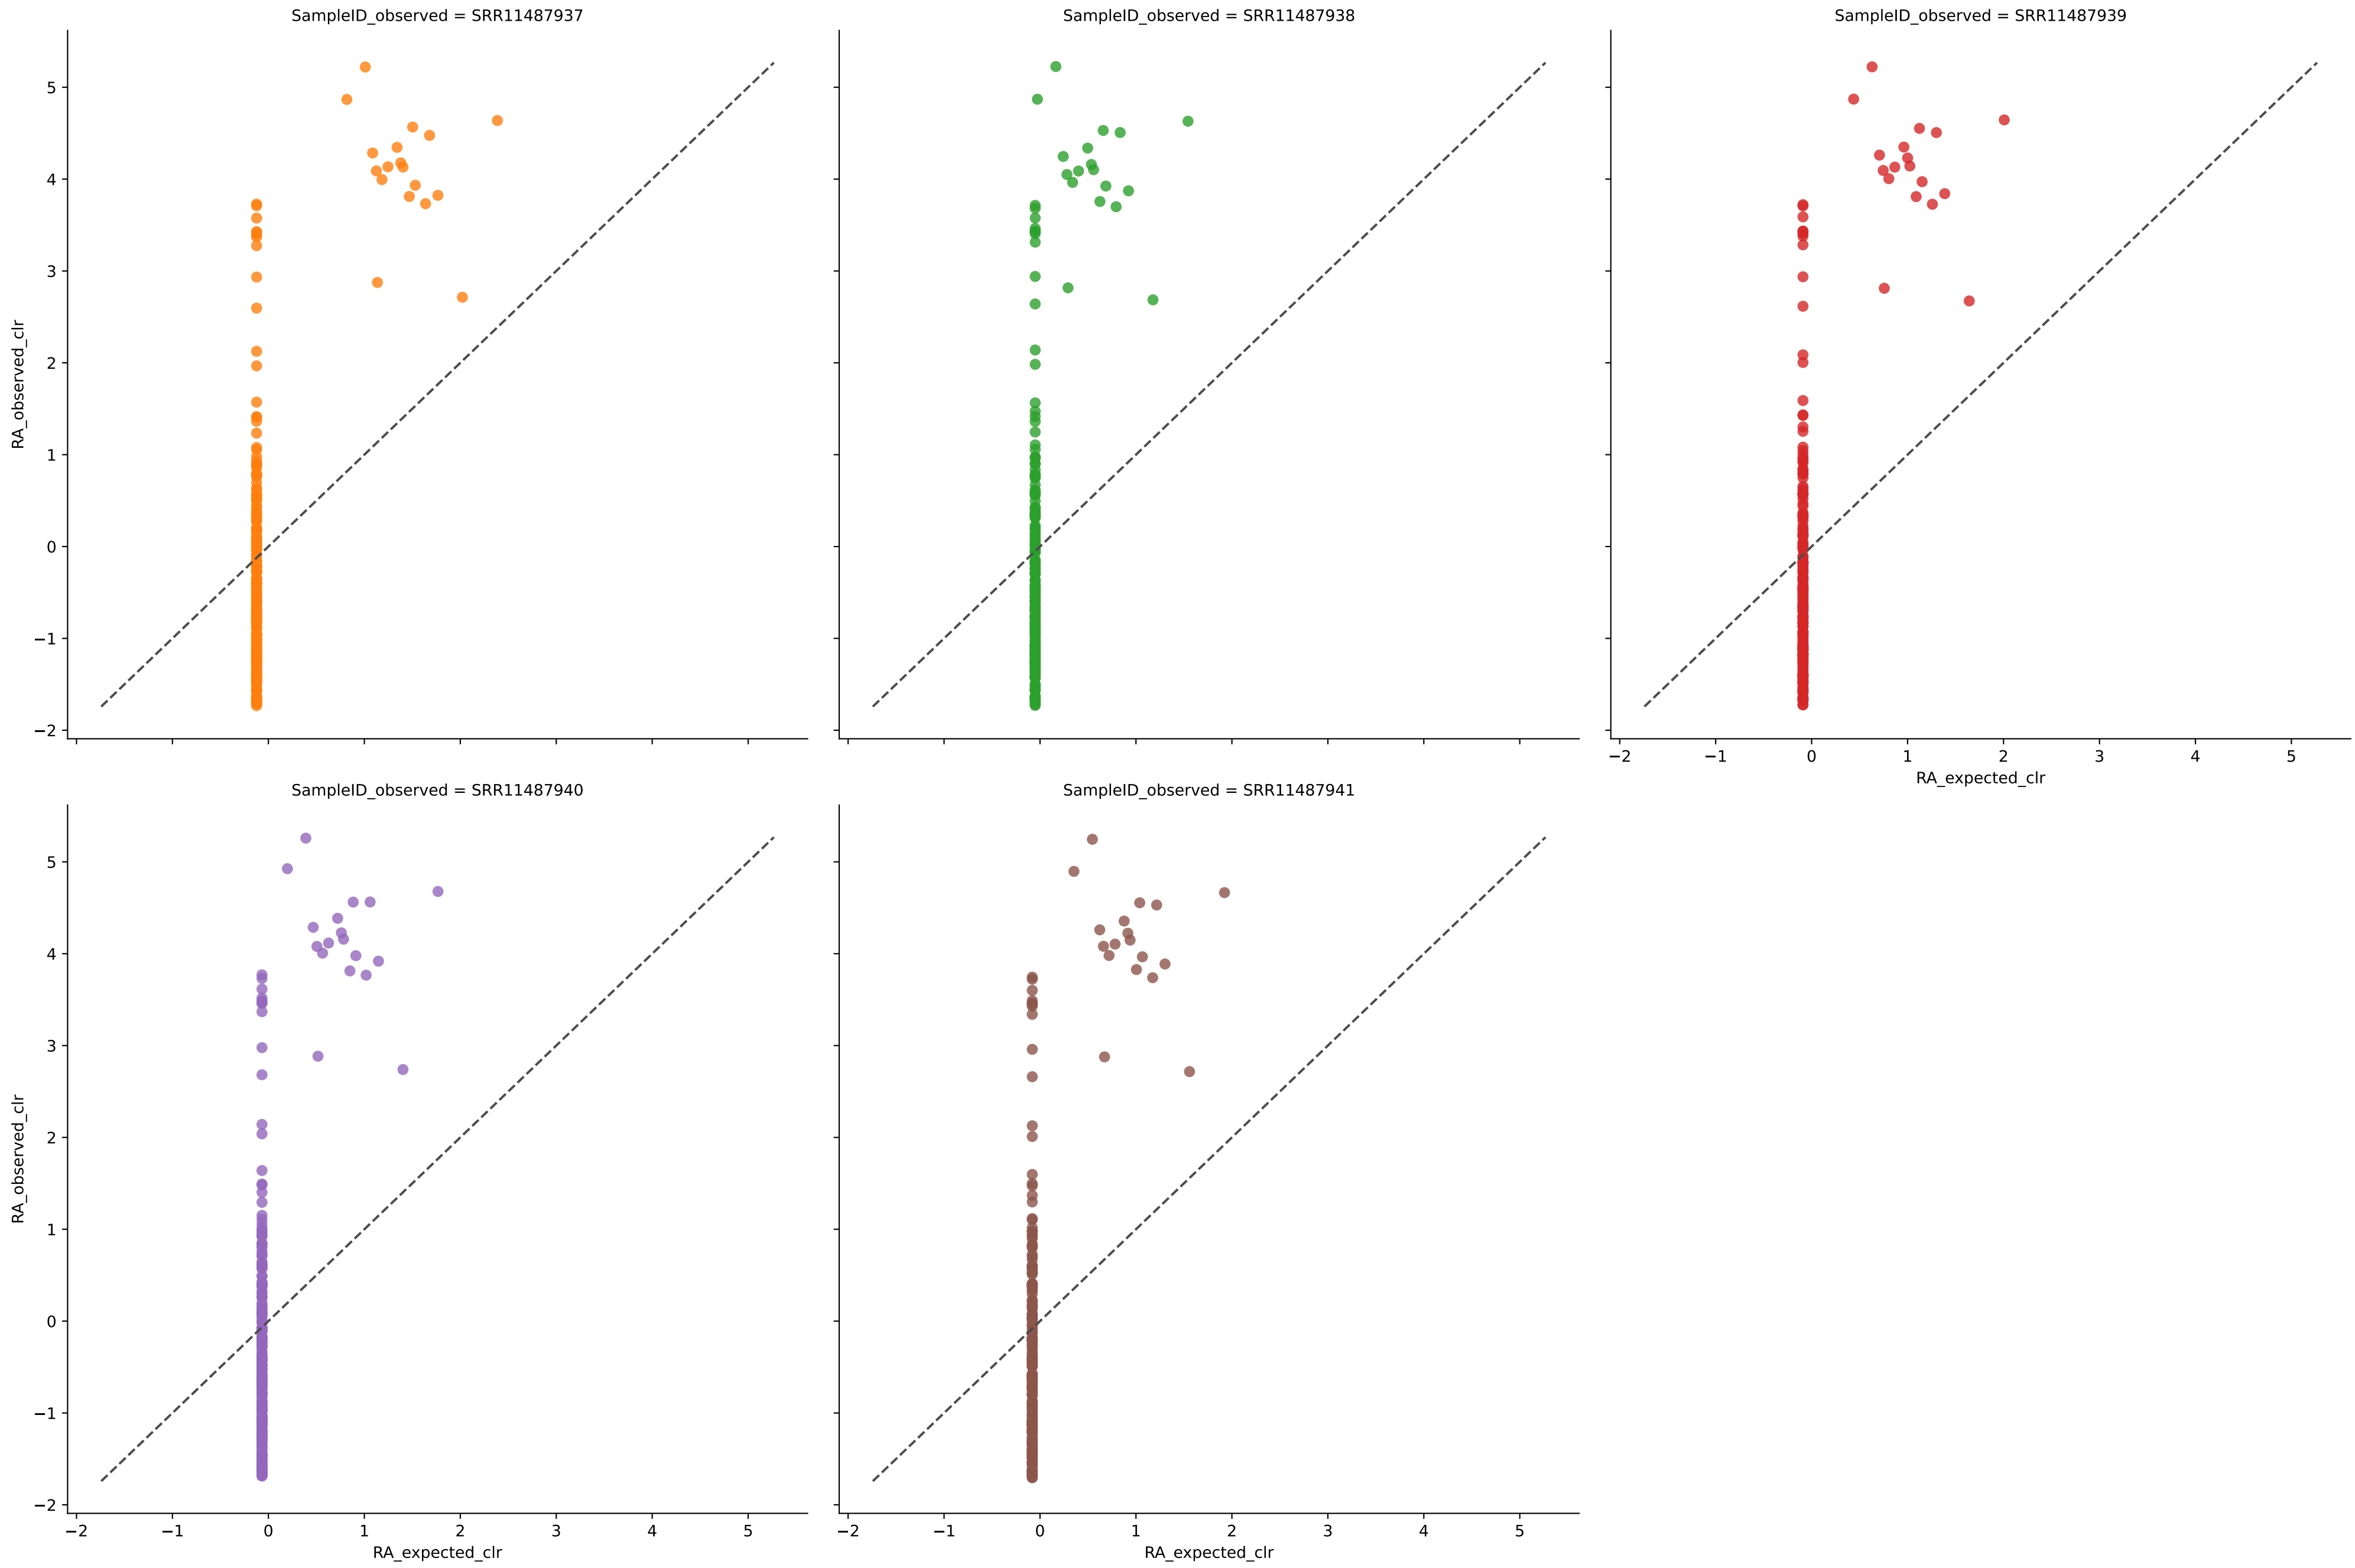 SampleID_observed = SRR11487937
SampleID_observed = SRR11487938
SampleID_observed = SRR11487939
RA_observed_clr
5
4
3
2
1
0
−1
−2
−2 −1 0 1 2 3 4 5
RA_expected_clr
SampleID_observed = SRR11487940
SampleID_observed = SRR11487941
RA_observed_clr
5
4
3
2
1
0
−1
−2
−2 −1 0 1 2 3 4 5
RA_expected_clr
−2 −1 0 1 2 3 4 5
RA_expected_clr